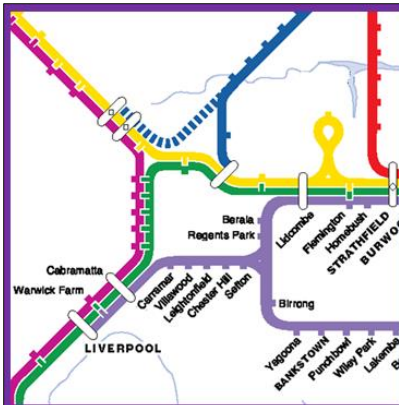 Berala
Regents Park
Lidcombe
Flemington
Homebush
STRATHFIELD
BURWOO
Cabramatta
Warwick Farm
Carramar
Villawood
Leightonfield
Chester Hill
Sefton
Birrong
LIVERPOOL
Yagoona
BANKSTOWN
Punchbowl
Wiley Park
Lakemba